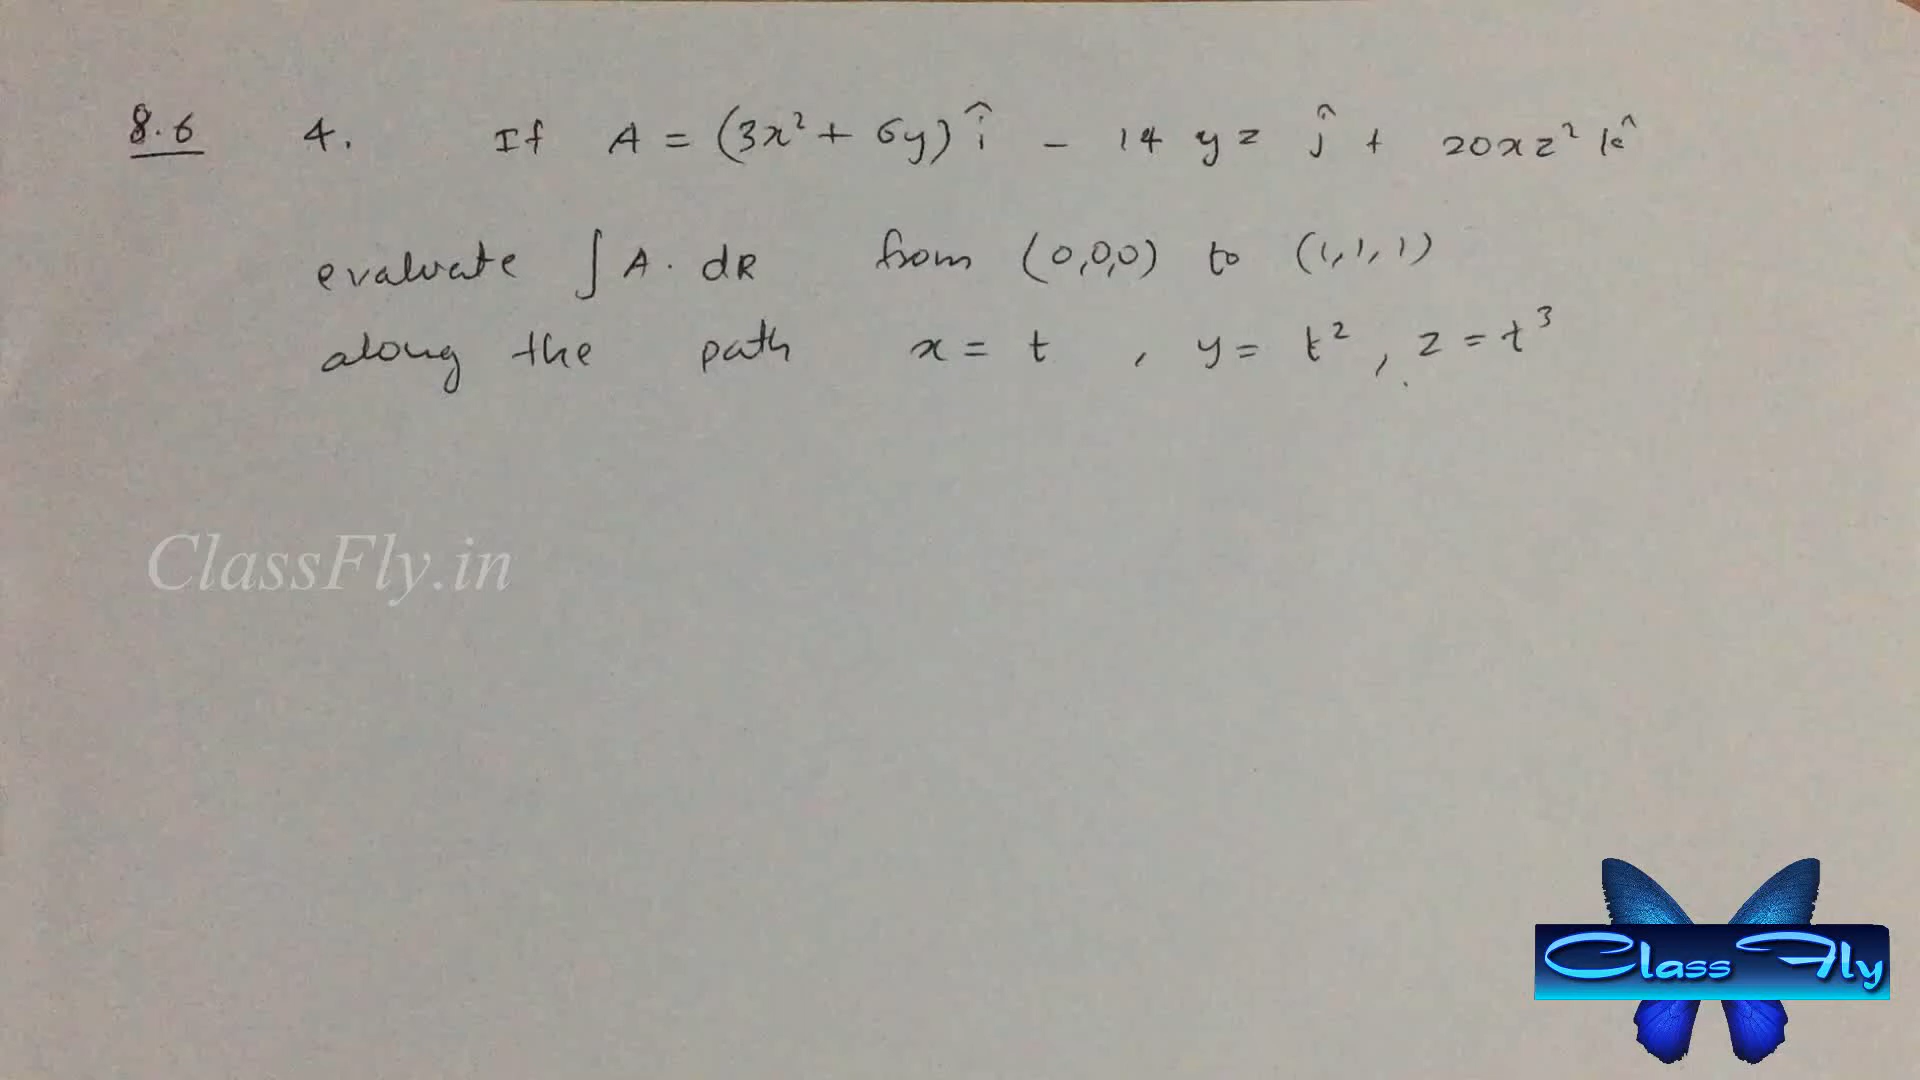 8.6 4. If A = (3x² + 6y) î - 14 yz ĵ + 20xz² k̂
evaluate ∫ A . dR from (0,0,0) to (1,1,1)
along the path x = t , y = t² , z = t³
ClassFly.in
Class Fly